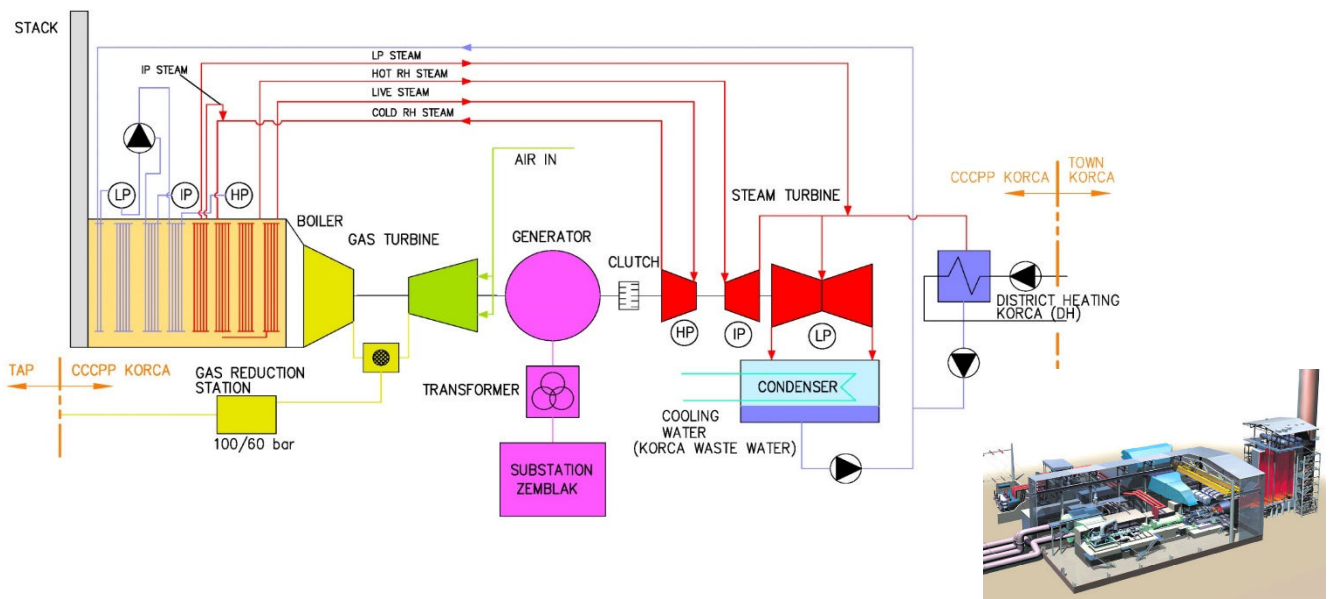 STACK
LP STEAM
IP STEAM
HOT RH STEAM
LIVE STEAM
COLD RH STEAM
AIR IN
CCCPP KORCA
TOWN
KORCA
LP
IP
HP
STEAM TURBINE
BOILER
GAS TURBINE
GENERATOR
CLUTCH
DISTRICT HEATING
KORCA (DH)
HP
IP
LP
TAP
CCCPP KORCA
GAS REDUCTION
STATION
100/60 bar
TRANSFORMER
CONDENSER
COOLING
WATER
(KORCA WASTE WATER)
SUBSTATION
ZEMBLAK